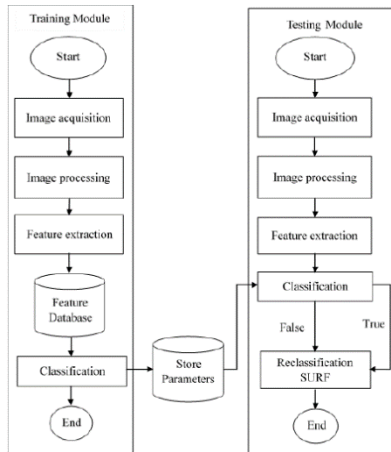 Training Module
Start
Image acquisition
Image processing
Feature extraction
Feature
Database
Classification
End
Store
Parameters
Testing Module
Start
Image acquisition
Image processing
Feature extraction
Classification
False
True
Reclassification
SURF
End